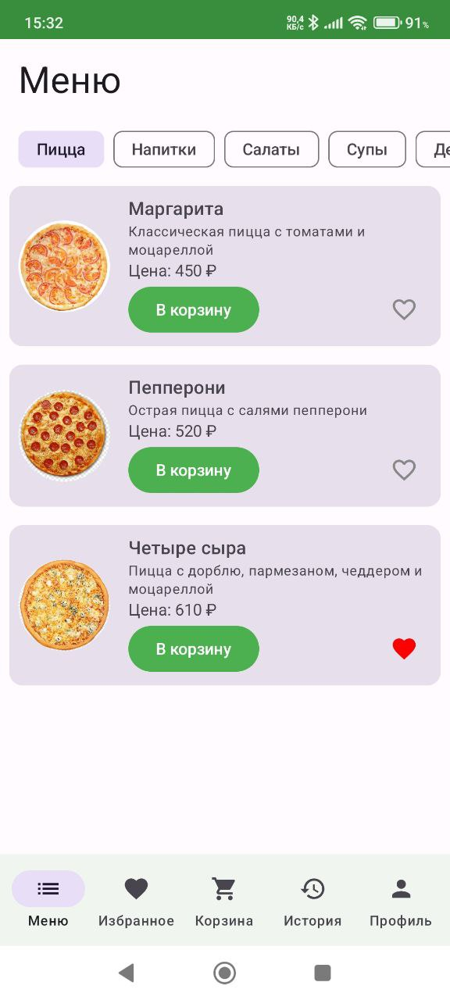 15:32
90,4 КБ/с 91%
Меню
Пицца
Напитки
Салаты
Супы
Де
Маргарита
Классическая пицца с томатами и
моцареллой
Цена: 450 ₽
В корзину
Пепперони
Острая пицца с салями пепперони
Цена: 520 ₽
В корзину
Четыре сыра
Пицца с дорблю, пармезаном, чеддером и
моцареллой
Цена: 610 ₽
В корзину
Меню
Избранное
Корзина
История
Профиль